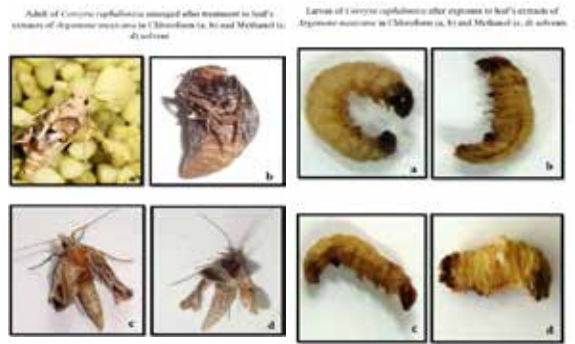 Adult of Corcyra cephalonica emerged after treatment to leaf's
extracts of Argemone mexicana in Chloroform (a, b) and Methanol (c,
d) solvent
a
b
c
d
Larvae of Corcyra cephalonica after exposure to leaf's extracts of
Argemone mexicana in Chloroform (a, b) and Methanol (c, d) solvents
a
b
c
d